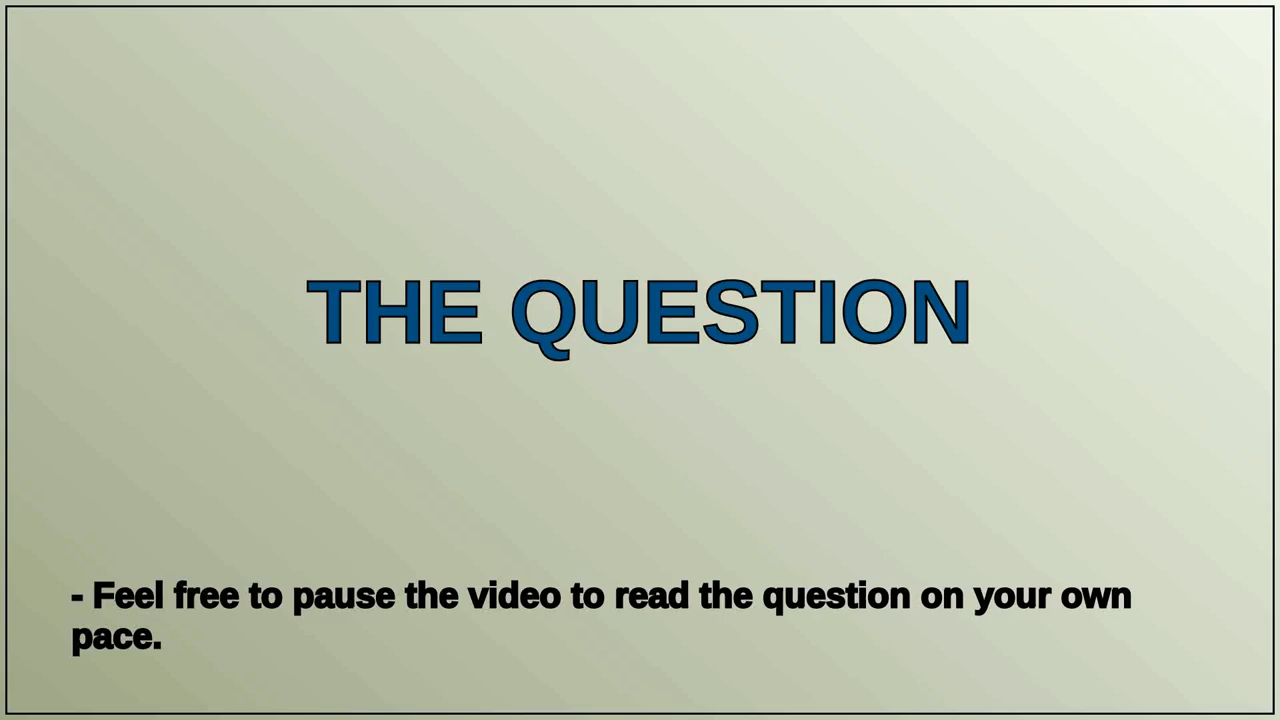 THE QUESTION
- Feel free to pause the video to read the question on your own
pace.